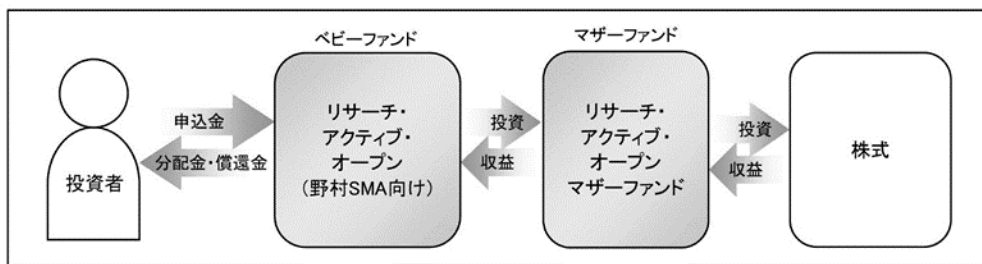 ベビーファンド
マザーファンド
投資者
申込金
分配金・償還金
リサーチ・
アクティブ・
オープン
(野村SMA向け)
投資
収益
リサーチ・
アクティブ・
オープン
マザーファンド
投資
収益
株式